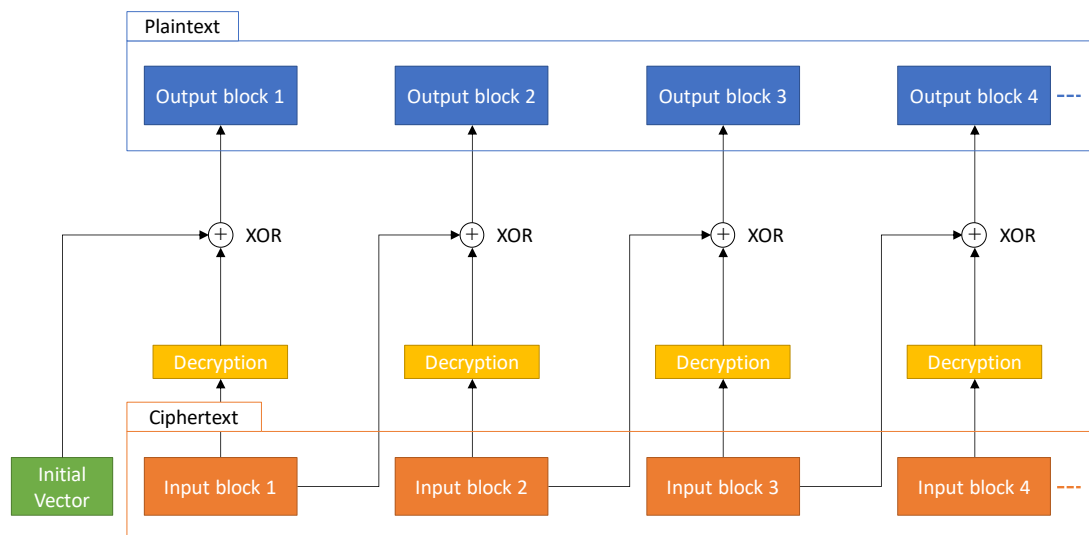 Plaintext
Output block 1
Output block 2
Output block 3
Output block 4
XOR
XOR
XOR
XOR
Decryption
Decryption
Decryption
Decryption
Ciphertext
Initial
Vector
Input block 1
Input block 2
Input block 3
Input block 4